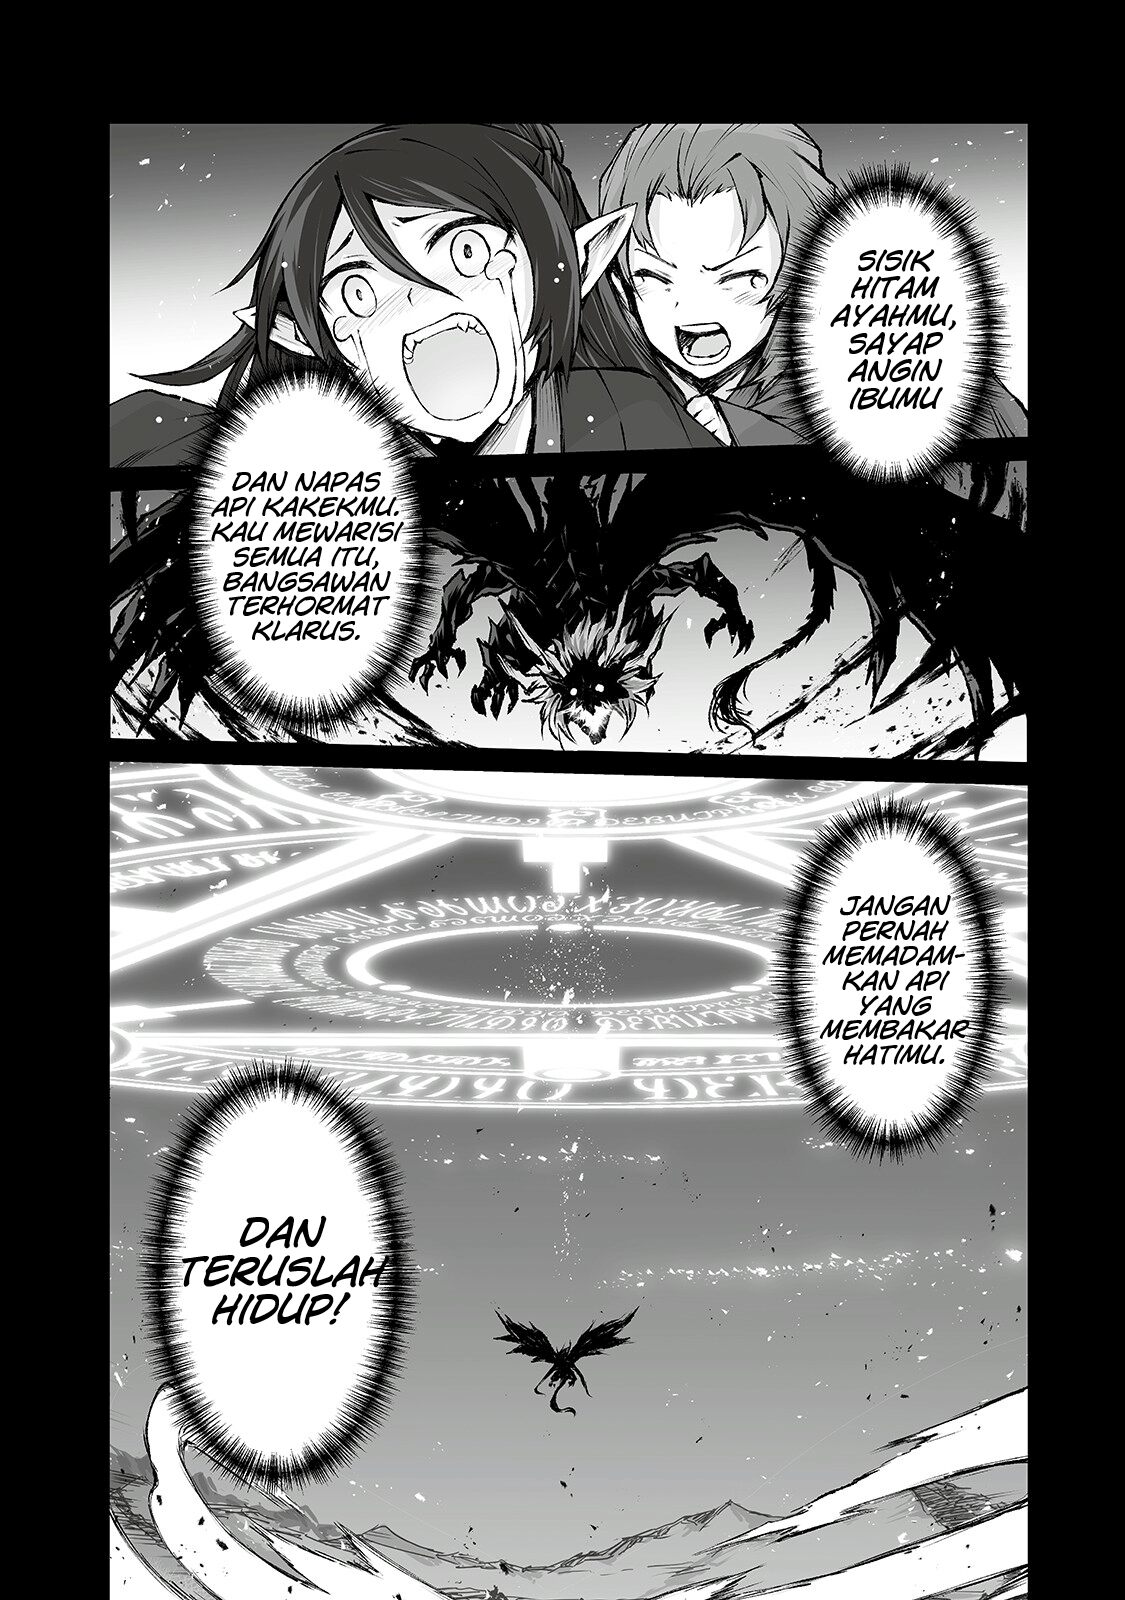 SISIK
HITAM
AYAHMU,
SAYAP
ANGIN
IBUMU
DAN NAPAS
API KAKEKMU.
KAU MEWARISI
SEMUA ITU,
BANGSAWAN
TERHORMAT
KLARUS.
JANGAN
PERNAH
MEMADAM-
KAN API
YANG
MEMBAKAR
HATIMU.
DAN
TERUSLAH
HIDUP!